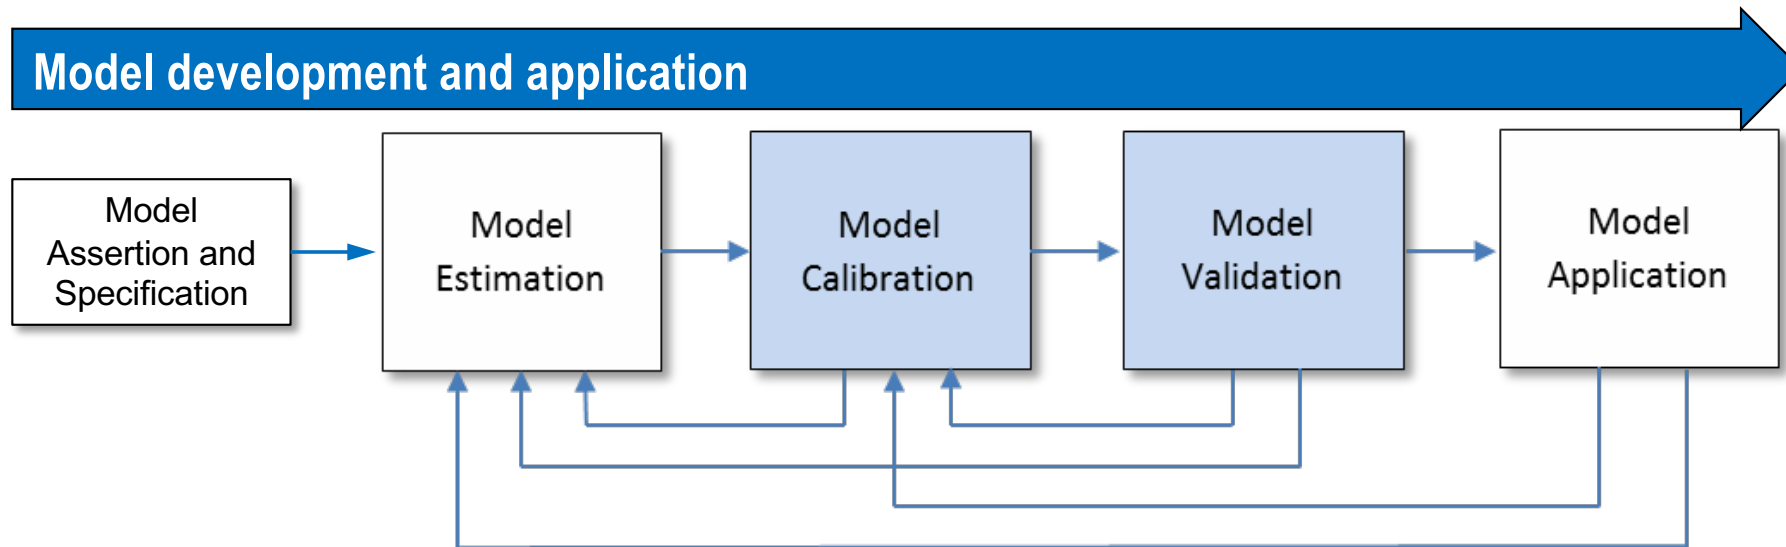 Model development and application
Model
Assertion and
Specification
Model
Estimation
Model
Calibration
Model
Validation
Model
Application